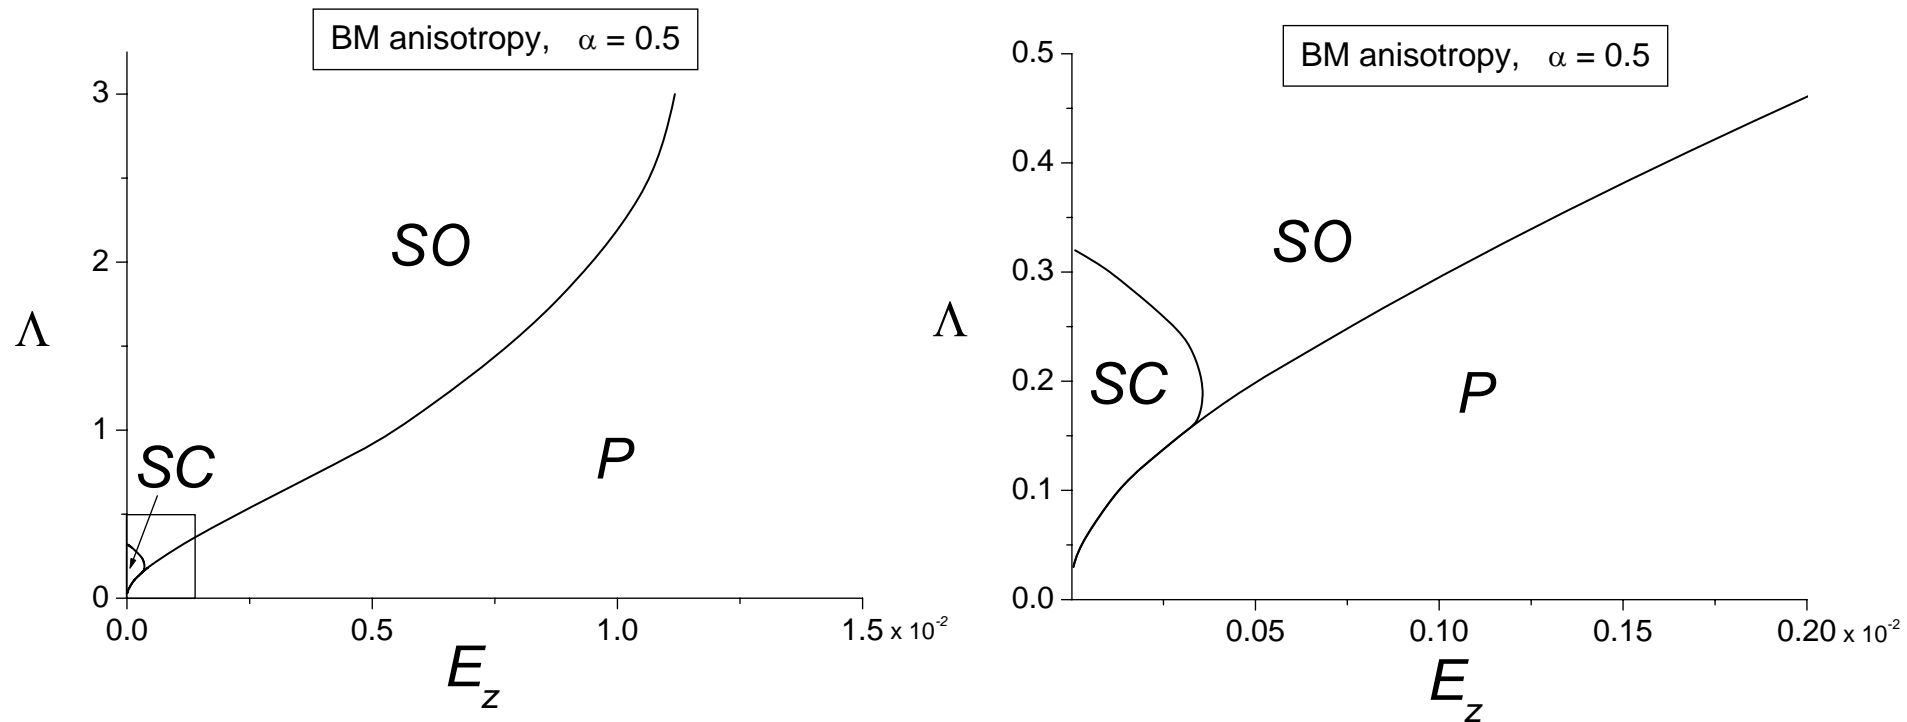 BM anisotropy, α = 0.5
3
2
1
0
Λ
SO
SC
P
0.0
0.5
1.0
1.5 x 10^-2
E_z
BM anisotropy, α = 0.5
0.5
0.4
0.3
0.2
0.1
0.0
Λ
SO
SC
P
0.05
0.10
0.15
0.20 x 10^-2
E_z